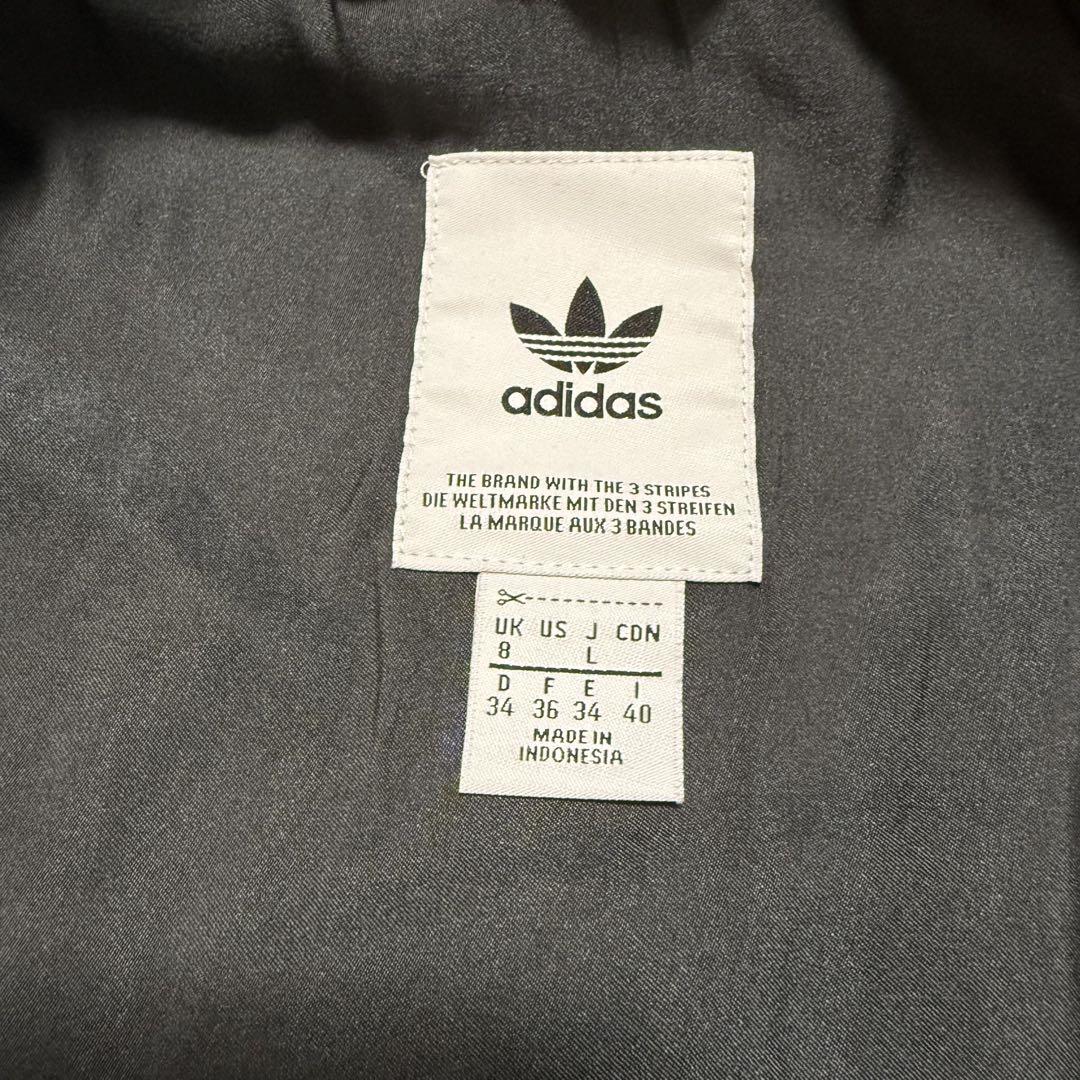 adidas
THE BRAND WITH THE 3 STRIPES
DIE WELTMARKE MIT DEN 3 STREIFEN
LA MARQUE AUX 3 BANDES
UK US J CDN
8 L
D F E I
34 36 34 40
MADE IN
INDONESIA